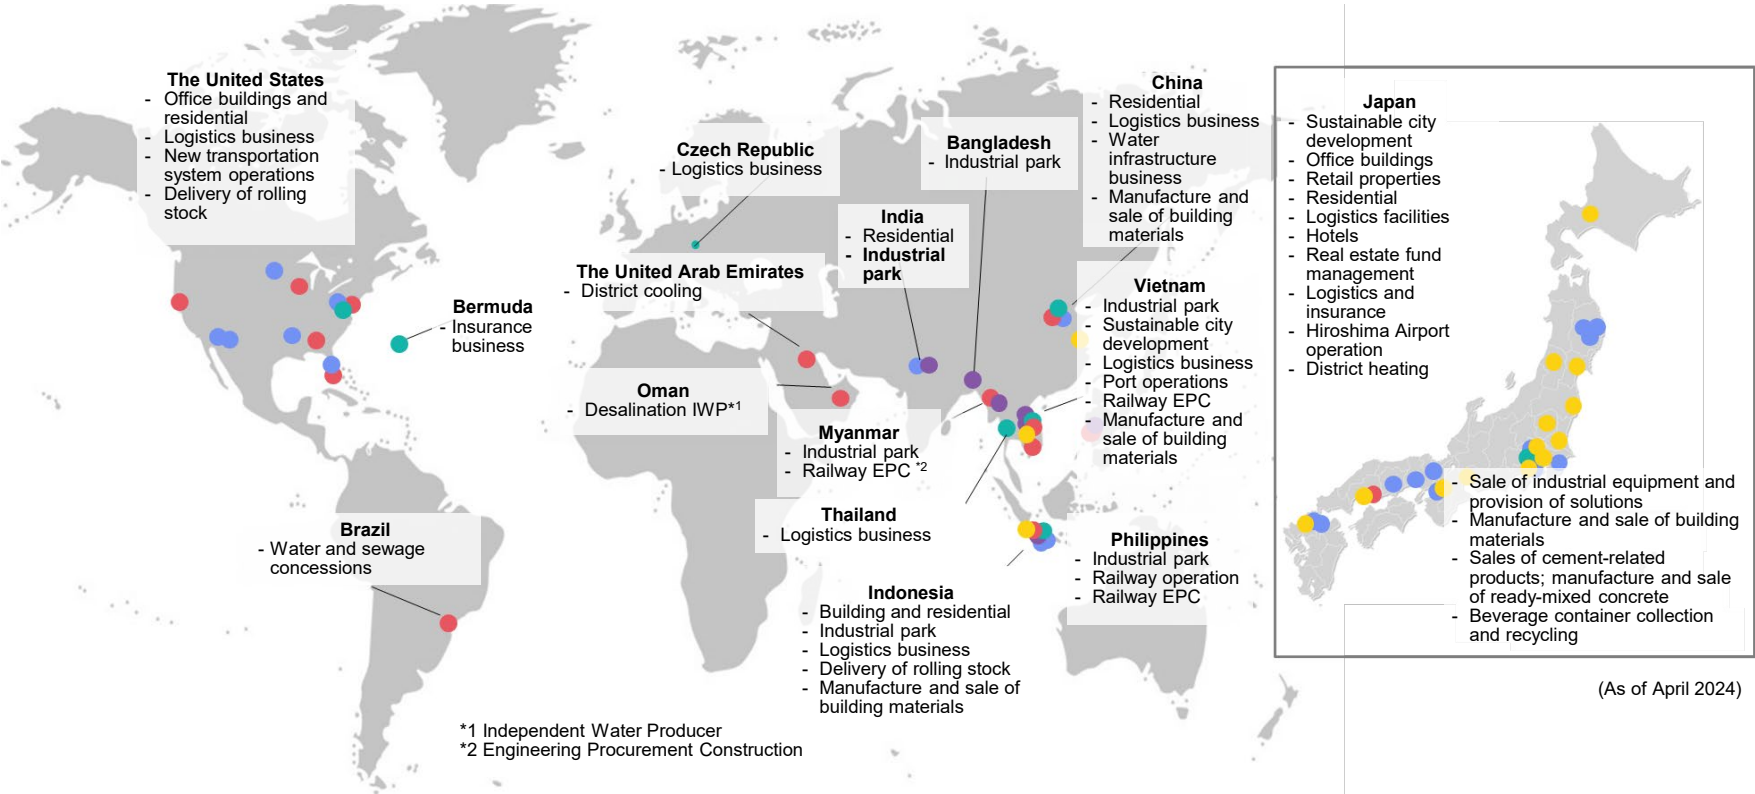 The United States
- Office buildings and
residential
- Logistics business
- New transportation
system operations
- Delivery of rolling
stock
Bermuda
- Insurance
business
Brazil
- Water and sewage
concessions
Czech Republic
- Logistics business
The United Arab Emirates
- District cooling
Oman
- Desalination IWP*1
India
- Residential
- Industrial
park
Bangladesh
- Industrial park
Myanmar
- Industrial park
- Railway EPC *2
Thailand
- Logistics business
Indonesia
- Building and residential
- Industrial park
- Logistics business
- Delivery of rolling stock
- Manufacture and sale of
building materials
China
- Residential
- Logistics business
- Water
infrastructure
business
- Manufacture and
sale of building
materials
Vietnam
- Industrial park
- Sustainable city
development
- Logistics business
- Port operations
- Railway EPC
- Manufacture and
sale of building
materials
Philippines
- Industrial park
- Railway operation
- Railway EPC
Japan
- Sustainable city
development
- Office buildings
- Retail properties
- Residential
- Logistics facilities
- Hotels
- Real estate fund
management
- Logistics and
insurance
- Hiroshima Airport
operation
- District heating
- Sale of industrial equipment and
provision of solutions
- Manufacture and sale of building
materials
- Sales of cement-related
products; manufacture and sale
of ready-mixed concrete
- Beverage container collection
and recycling
(As of April 2024)
*1 Independent Water Producer
*2 Engineering Procurement Construction